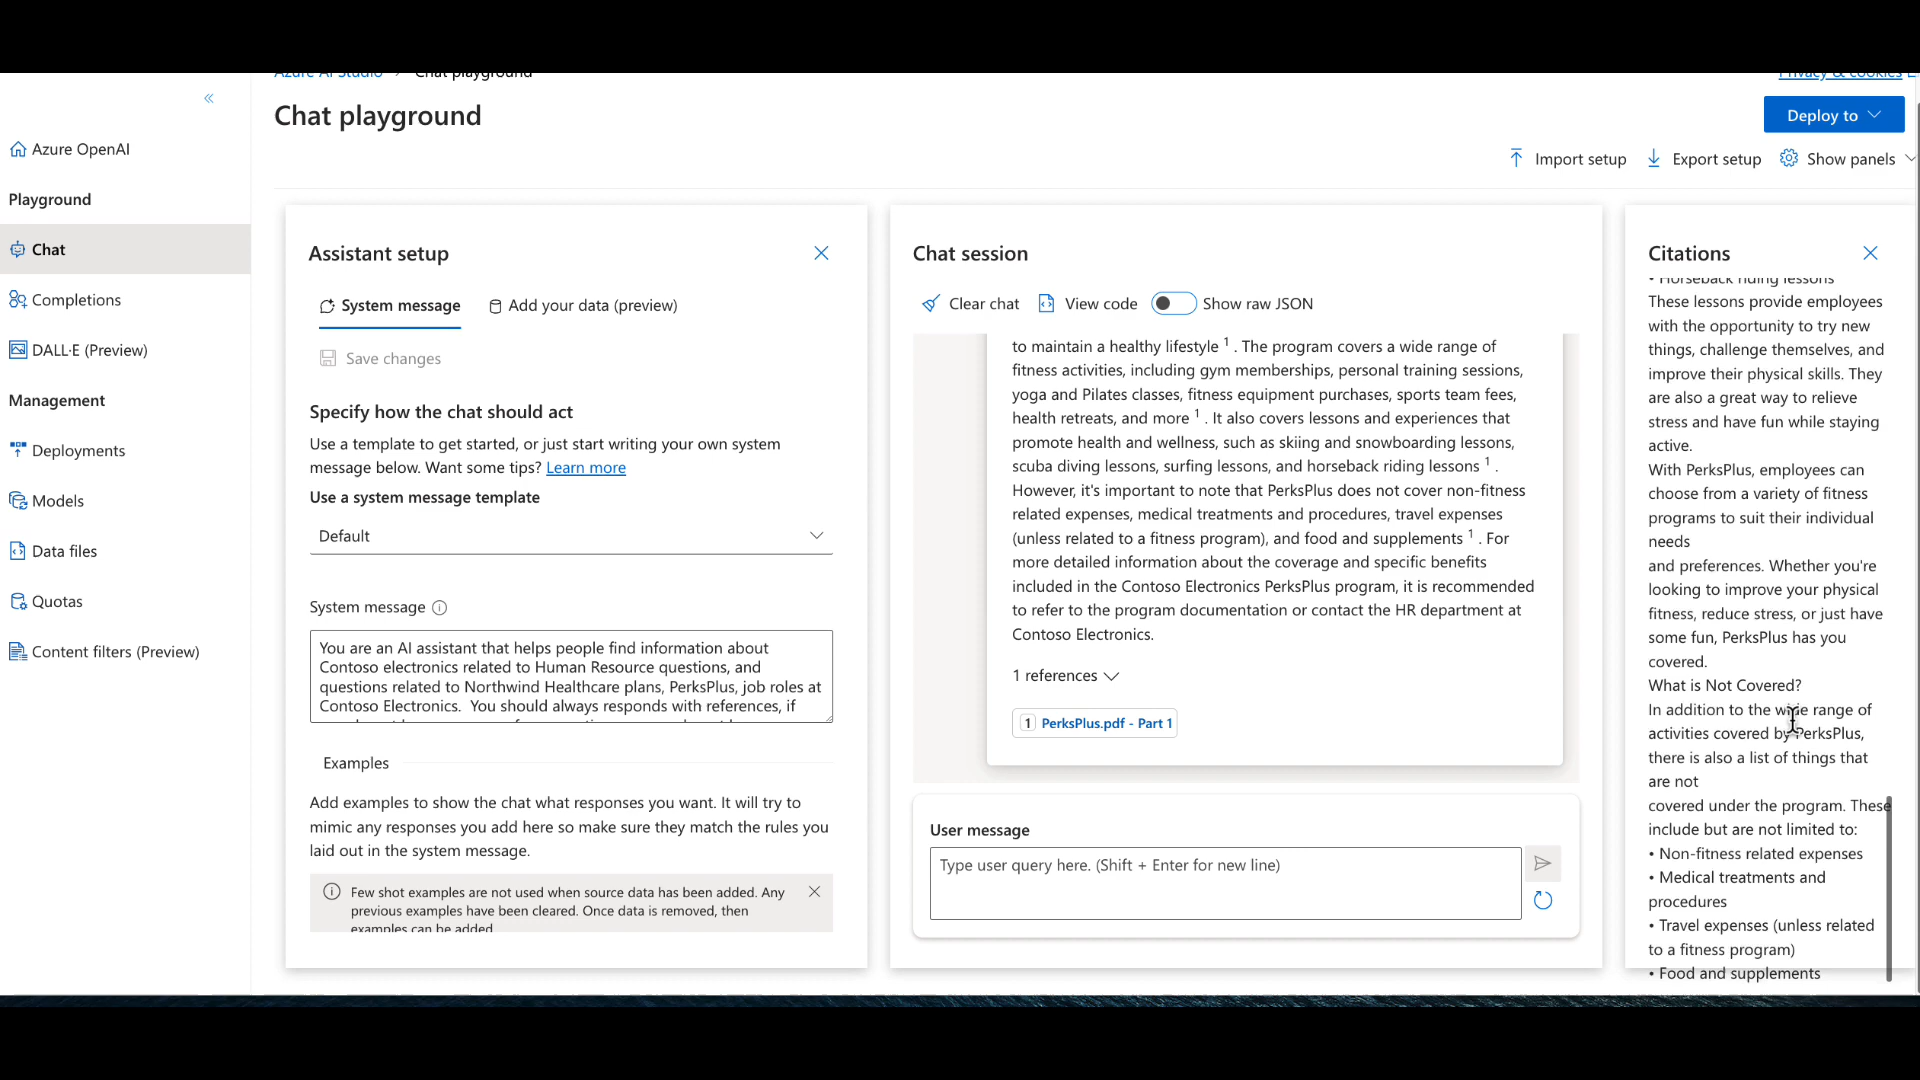 Azure AI Studio > Chat playground
Privacy & cookies
Chat playground
Deploy to
Import setup
Export setup
Show panels
Azure OpenAI
Playground
Chat
Completions
DALL·E (Preview)
Management
Deployments
Models
Data files
Quotas
Content filters (Preview)
Assistant setup
System message
Add your data (preview)
Save changes
Specify how the chat should act
Use a template to get started, or just start writing your own system
message below. Want some tips? Learn more
Use a system message template
Default
System message
You are an AI assistant that helps people find information about
Contoso electronics related to Human Resource questions, and
questions related to Northwind Healthcare plans, PerksPlus, job roles at
Contoso Electronics.  You should always responds with references, if
Examples
Add examples to show the chat what responses you want. It will try to
mimic any responses you add here so make sure they match the rules you
laid out in the system message.
Few shot examples are not used when source data has been added. Any
previous examples have been cleared. Once data is removed, then
examples can be added
Chat session
Clear chat
View code
Show raw JSON
to maintain a healthy lifestyle 1 . The program covers a wide range of
fitness activities, including gym memberships, personal training sessions,
yoga and Pilates classes, fitness equipment purchases, sports team fees,
health retreats, and more 1 . It also covers lessons and experiences that
promote health and wellness, such as skiing and snowboarding lessons,
scuba diving lessons, surfing lessons, and horseback riding lessons 1 .
However, it's important to note that PerksPlus does not cover non-fitness
related expenses, medical treatments and procedures, travel expenses
(unless related to a fitness program), and food and supplements 1 . For
more detailed information about the coverage and specific benefits
included in the Contoso Electronics PerksPlus program, it is recommended
to refer to the program documentation or contact the HR department at
Contoso Electronics.
1 references
1 PerksPlus.pdf - Part 1
User message
Type user query here. (Shift + Enter for new line)
Citations
• Horseback riding lessons
These lessons provide employees
with the opportunity to try new
things, challenge themselves, and
improve their physical skills. They
are also a great way to relieve
stress and have fun while staying
active.
With PerksPlus, employees can
choose from a variety of fitness
programs to suit their individual
needs
and preferences. Whether you're
looking to improve your physical
fitness, reduce stress, or just have
some fun, PerksPlus has you
covered.
What is Not Covered?
In addition to the wide range of
activities covered by PerksPlus,
there is also a list of things that
are not
covered under the program. These
include but are not limited to:
• Non-fitness related expenses
• Medical treatments and
procedures
• Travel expenses (unless related
to a fitness program)
• Food and supplements